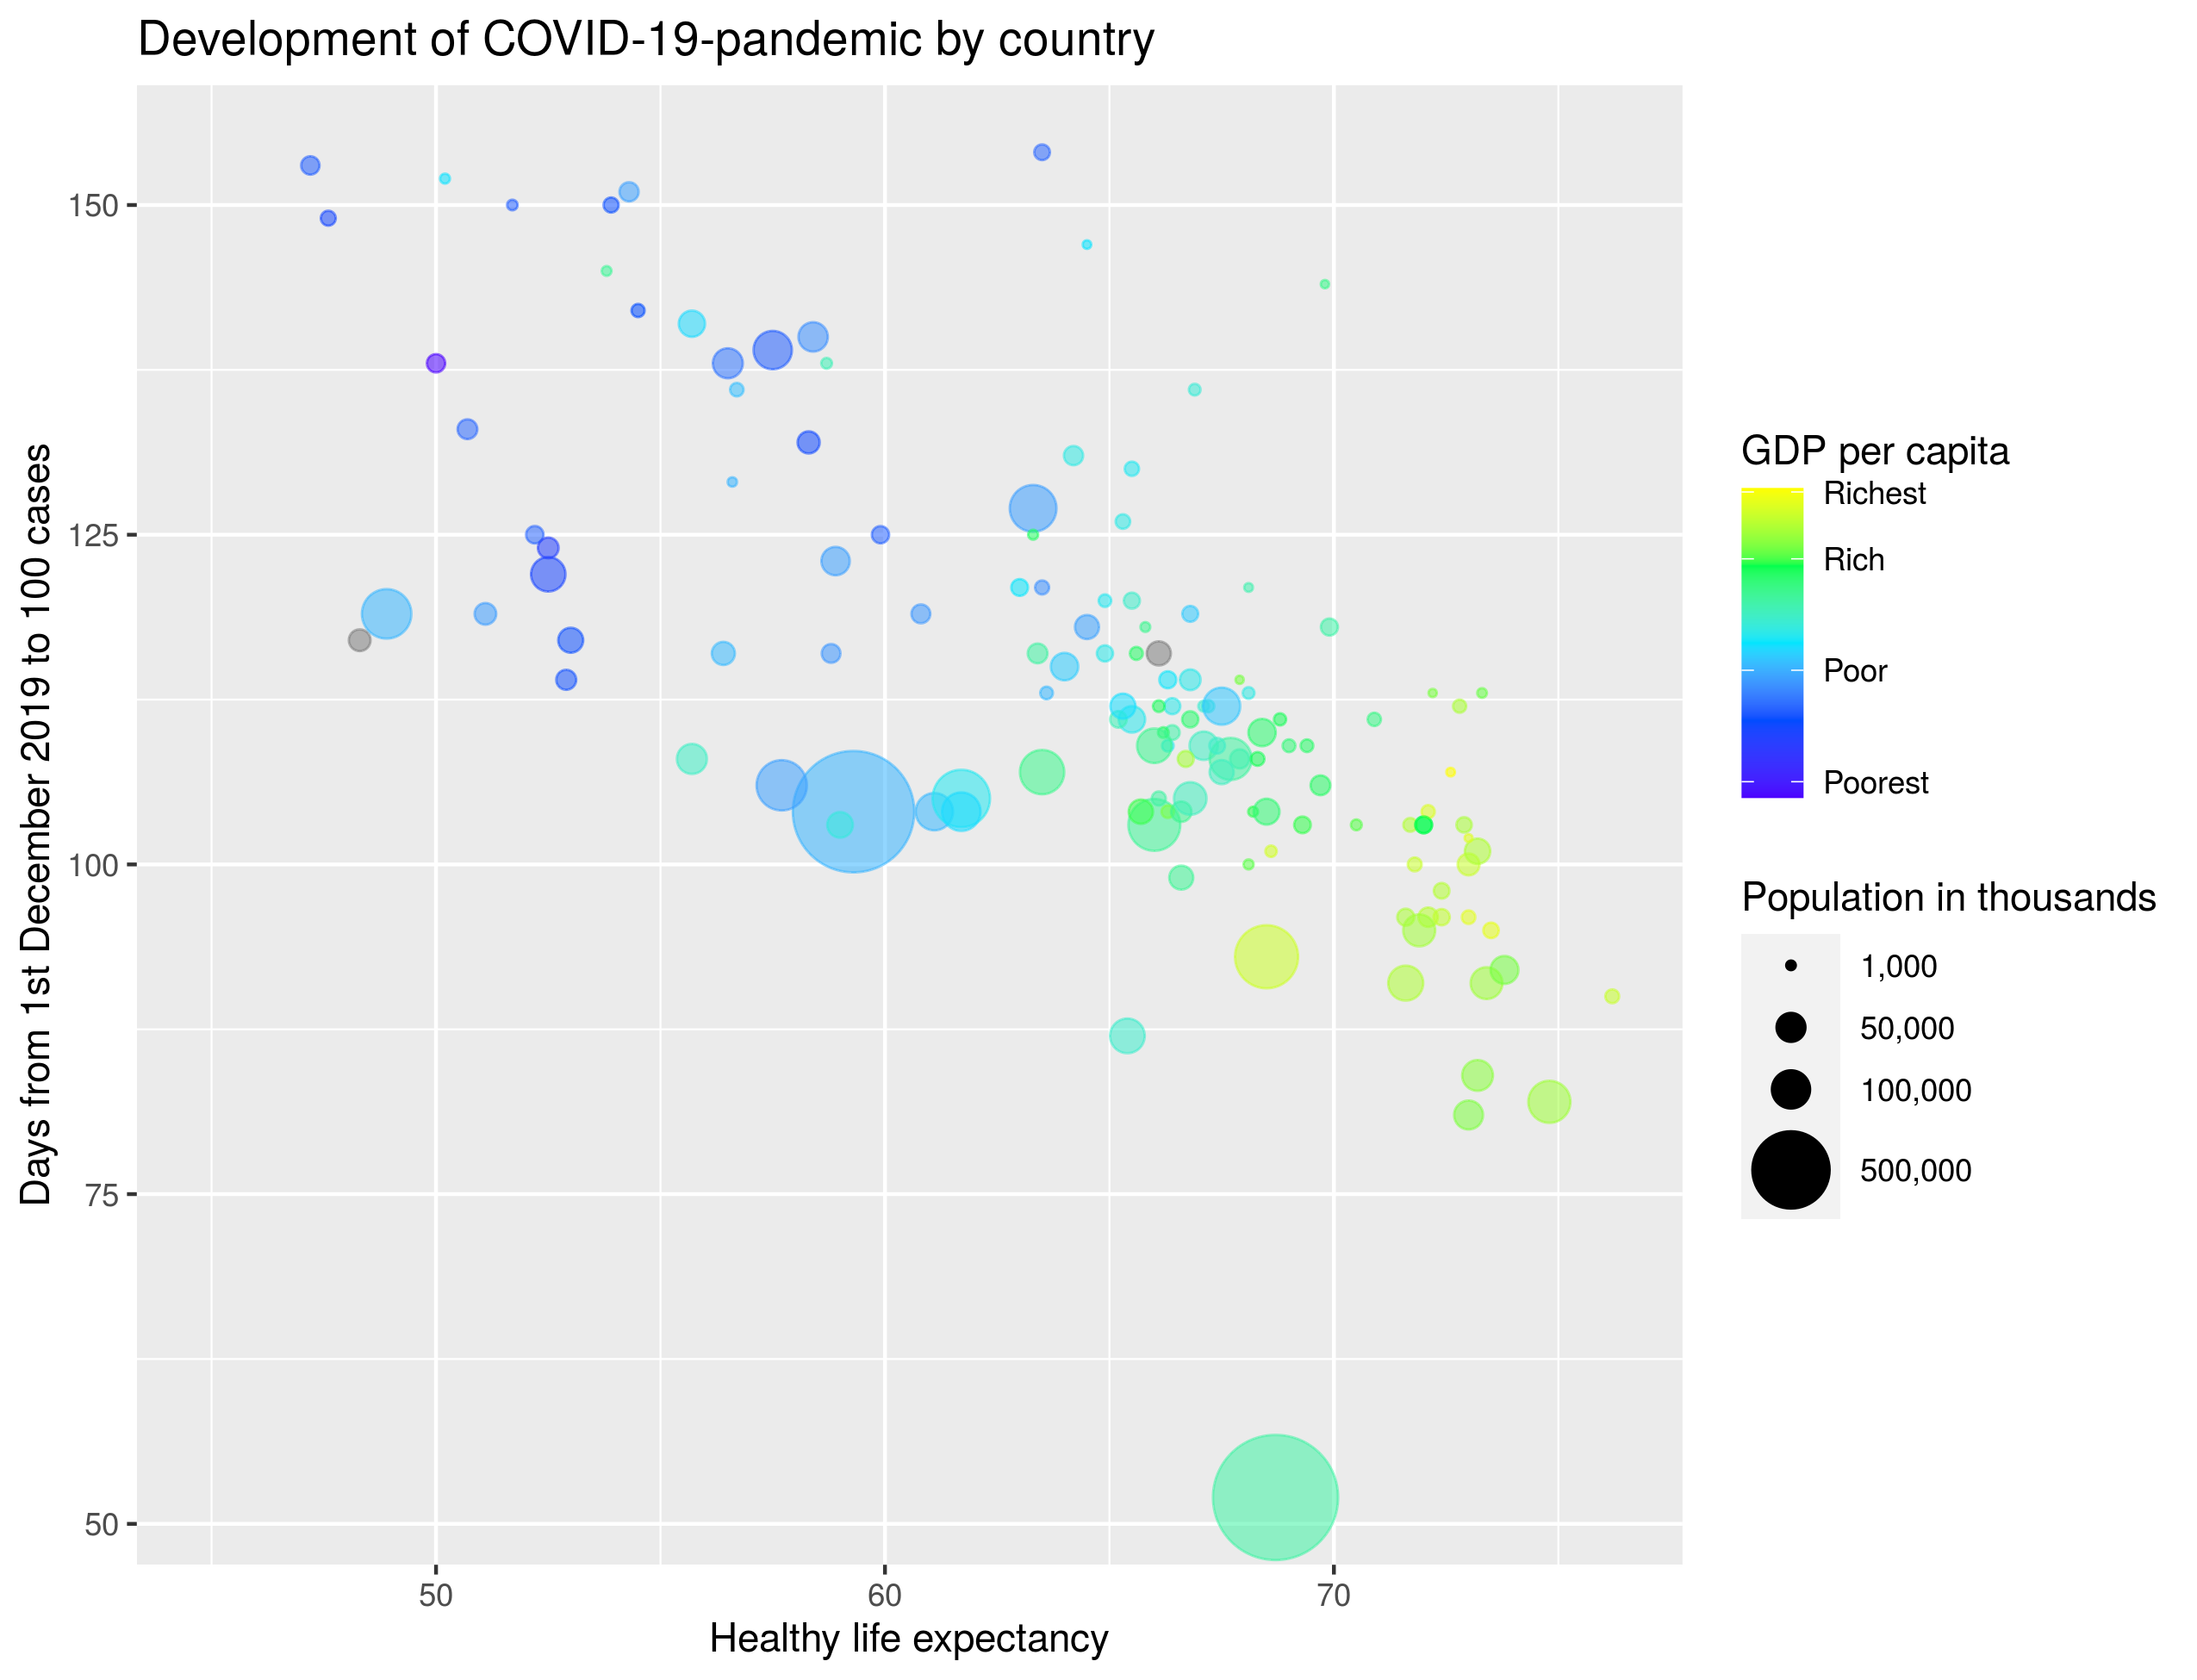 Development of COVID-19-pandemic by country
Days from 1st December 2019 to 100 cases
150
125
100
75
50
50
60
70
Healthy life expectancy
GDP per capita
Richest
Rich
Poor
Poorest
Population in thousands
1,000
50,000
100,000
500,000